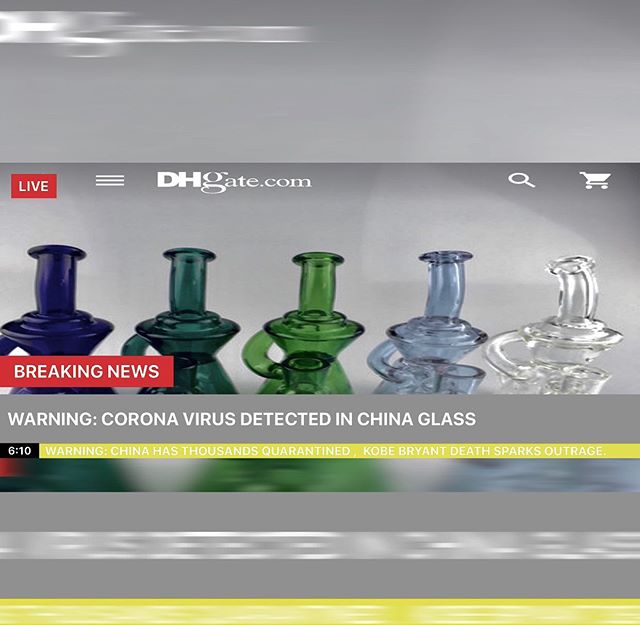 LIVE
DHgate.com
BREAKING NEWS
WARNING: CORONA VIRUS DETECTED IN CHINA GLASS
6:10 WARNING: CHINA HAS THOUSANDS QUARANTINED , KOBE BRYANT DEATH SPARKS OUTRAGE.